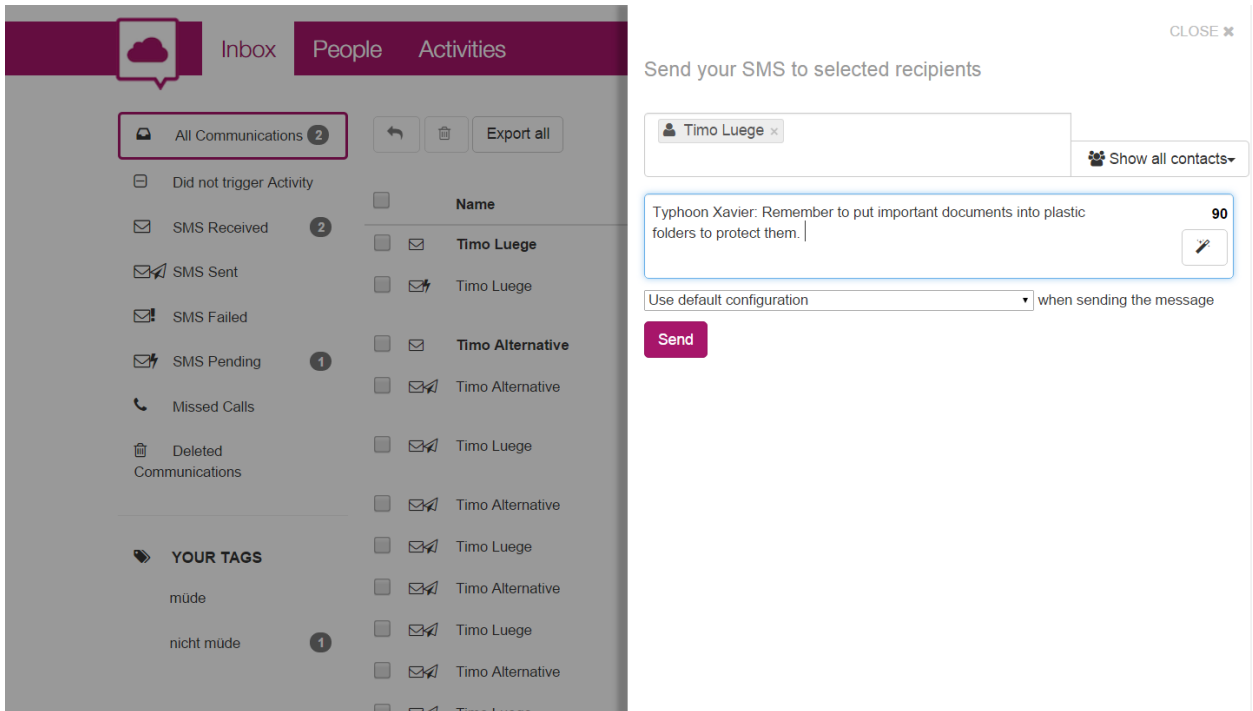 Inbox People Activities
All Communications 2
Did not trigger Activity
SMS Received 2
SMS Sent
SMS Failed
SMS Pending 1
Missed Calls
Deleted
Communications
YOUR TAGS
müde
nicht müde 1
Export all
Name
Timo Luege
Timo Luege
Timo Alternative
Timo Alternative
Timo Luege
Timo Alternative
Timo Luege
Timo Alternative
Timo Luege
Timo Alternative
CLOSE ×
Send your SMS to selected recipients
Timo Luege ×
Show all contacts
Typhoon Xavier: Remember to put important documents into plastic
folders to protect them.
90
Use default configuration when sending the message
Send